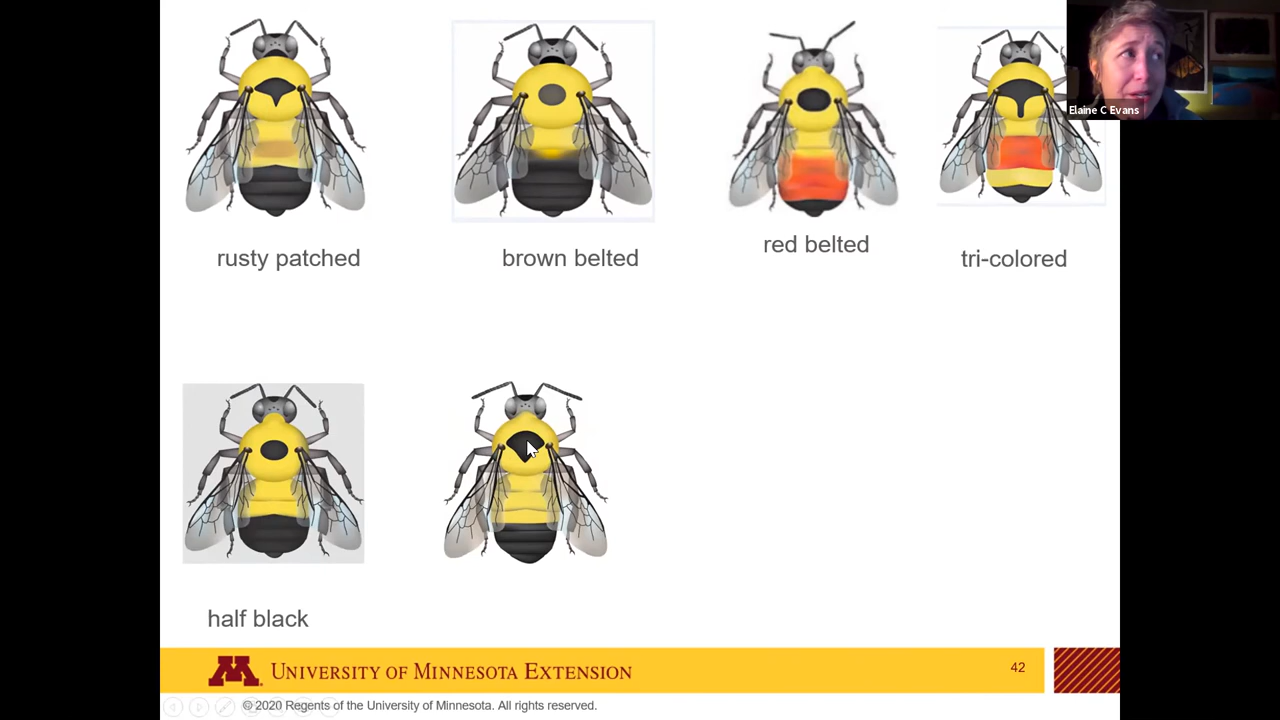 Elaine C Evans
rusty patched
brown belted
red belted
tri-colored
half black
UNIVERSITY OF MINNESOTA EXTENSION
42
© 2020 Regents of the University of Minnesota. All rights reserved.